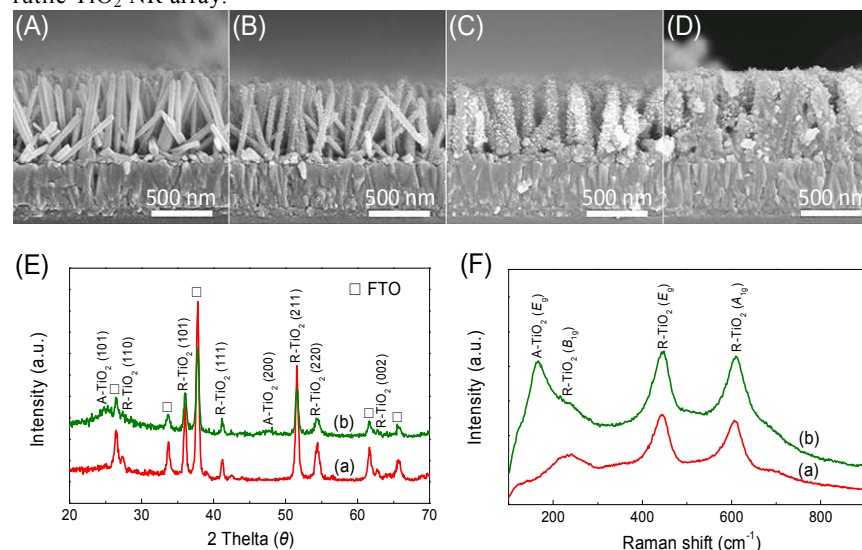 rutile TiO2 NR array.
(A) (B) (C) (D)
500 nm 500 nm 500 nm 500 nm
(E)
□ FTO
A-TiO2 (101)
R-TiO2 (110)
R-TiO2 (101)
R-TiO2 (111)
A-TiO2 (200)
R-TiO2 (211)
R-TiO2 (220)
R-TiO2 (002)
(b)
(a)
Intensity (a.u.)
20 30 40 50 60 70
2 Thelta (θ)
(F)
A-TiO2 (Eg)
R-TiO2 (B1g)
R-TiO2 (Eg)
R-TiO2 (A1g)
(b)
(a)
Intensity (a.u.)
200 400 600 800
Raman shift (cm-1)